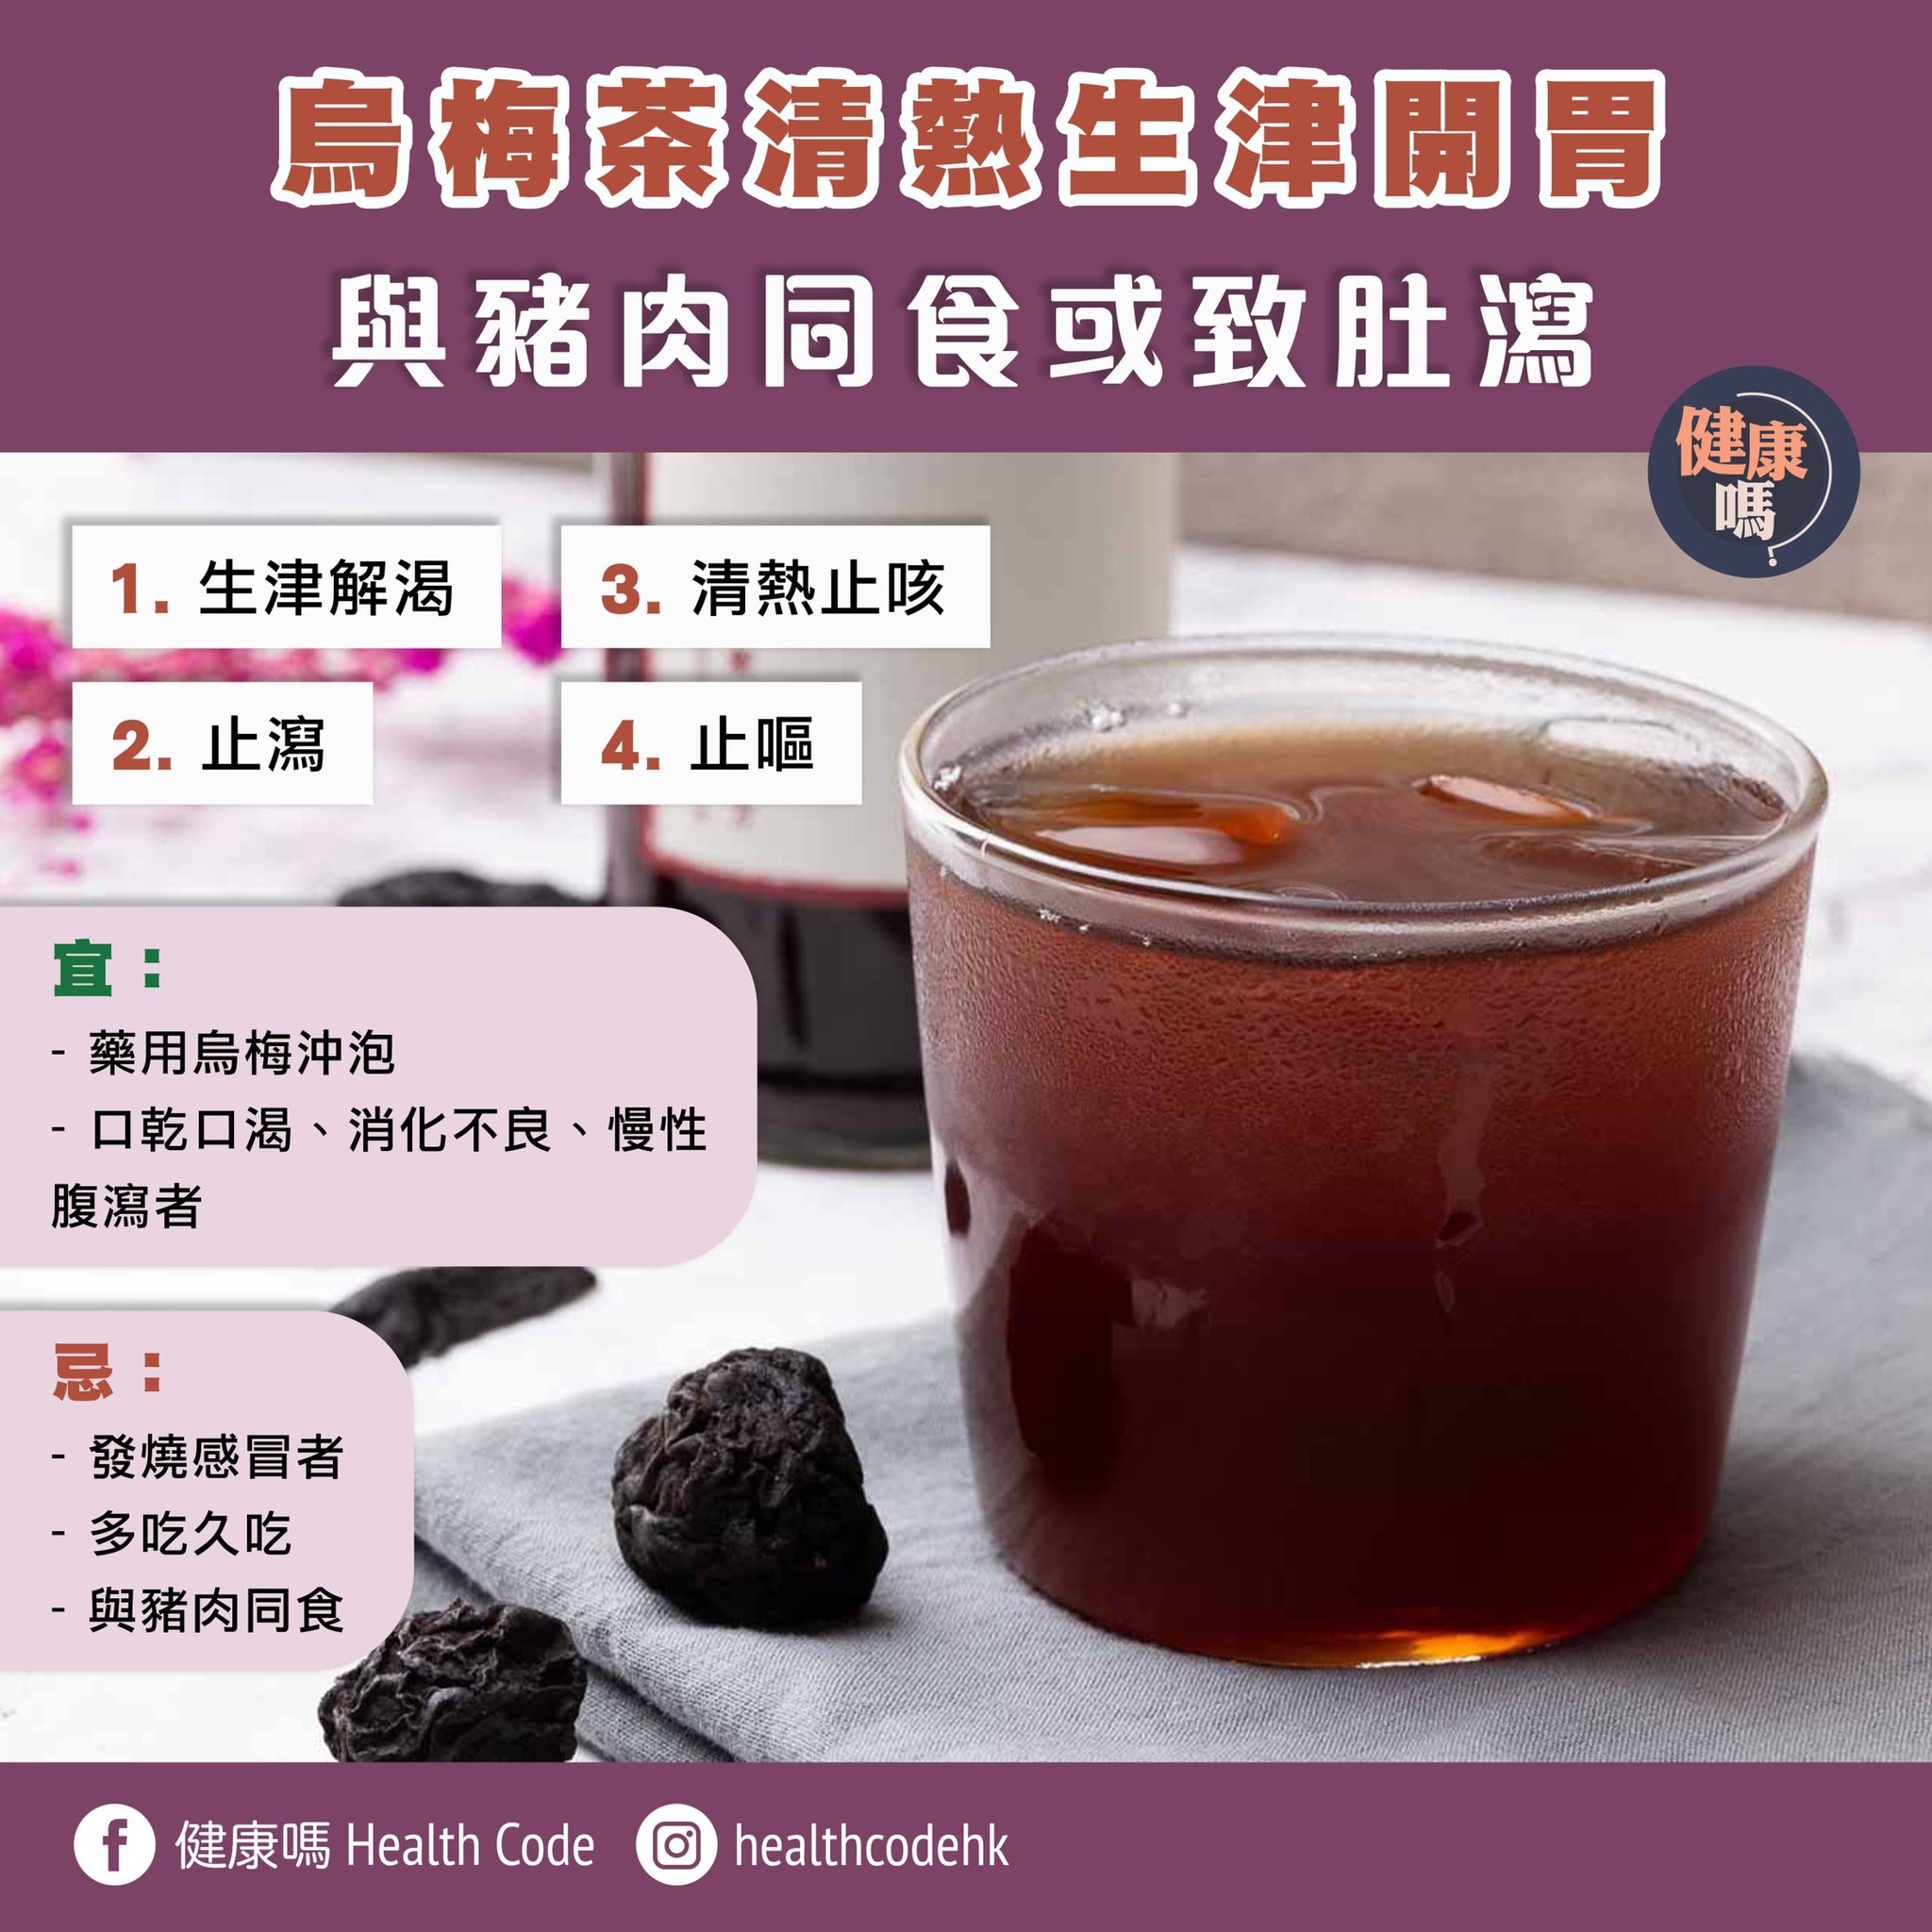 烏梅茶清熱生津開胃
與豬肉同食或致肚瀉
健康
嗎?
1. 生津解渴
2. 止瀉
3. 清熱止咳
4. 止嘔
宜：
- 藥用烏梅沖泡
- 口乾口渴、消化不良、慢性
腹瀉者
忌：
- 發燒感冒者
- 多吃久吃
- 與豬肉同食
健康嗎 Health Code
healthcodehk